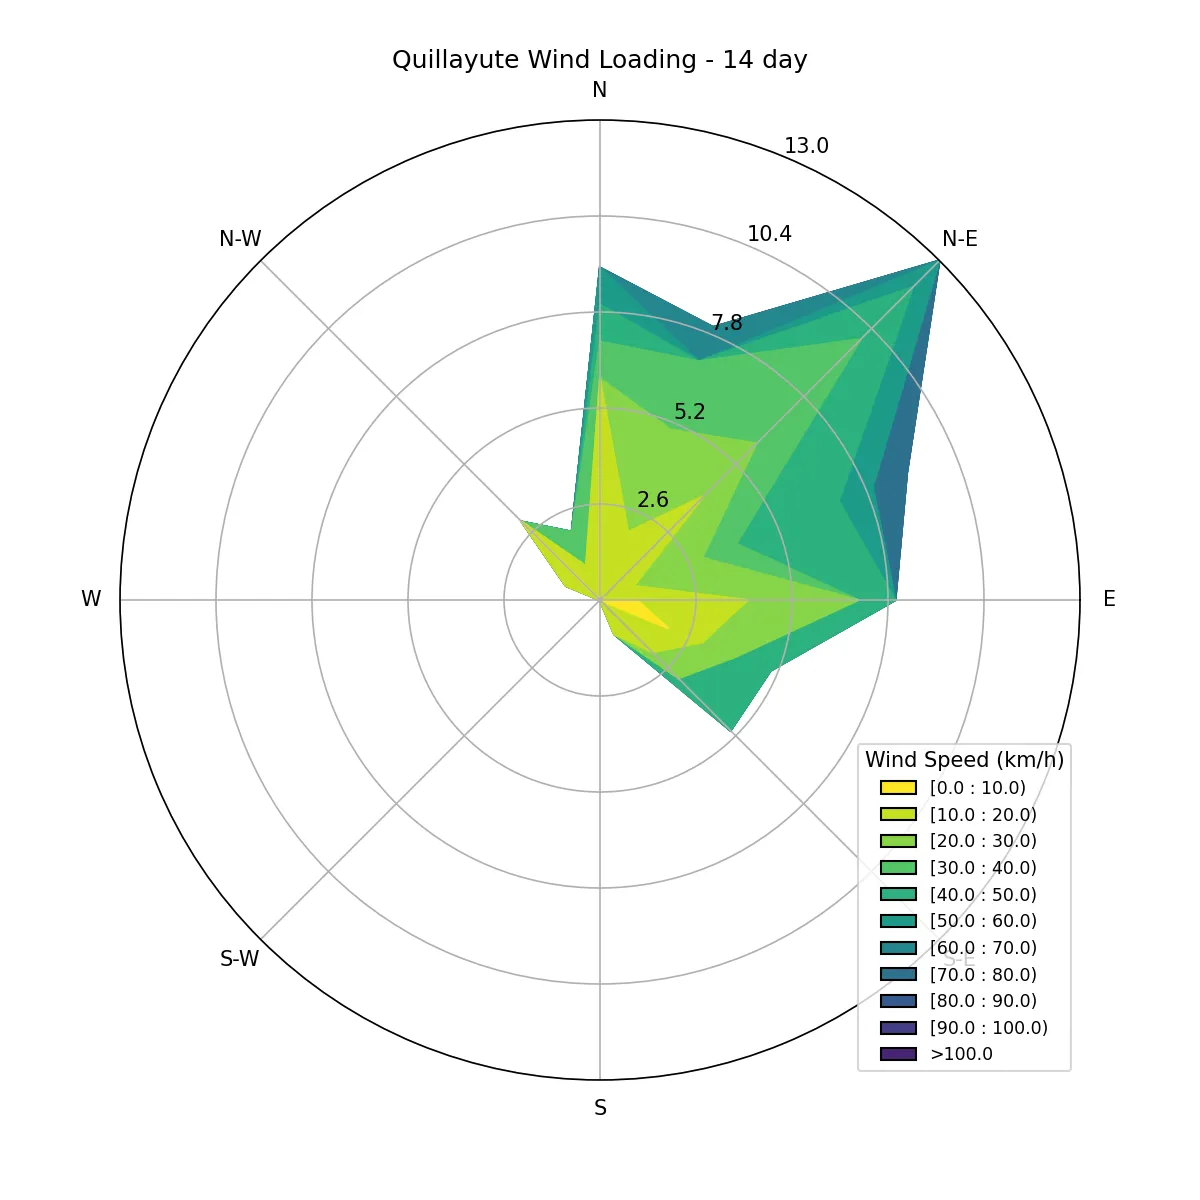 Quillayute Wind Loading - 14 day
N
13.0
10.4
N-W
N-E
7.8
5.2
2.6
W
E
Wind Speed (km/h)
[0.0 : 10.0)
[10.0 : 20.0)
[20.0 : 30.0)
[30.0 : 40.0)
[40.0 : 50.0)
[50.0 : 60.0)
[60.0 : 70.0)
S-W
S-E
[70.0 : 80.0)
[80.0 : 90.0)
[90.0 : 100.0)
>100.0
S